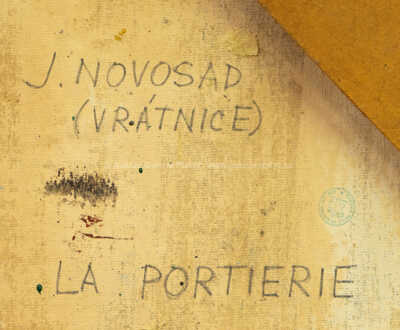 J. NOVOSAD
(VRÁTNICE)
LA PORTIERIE